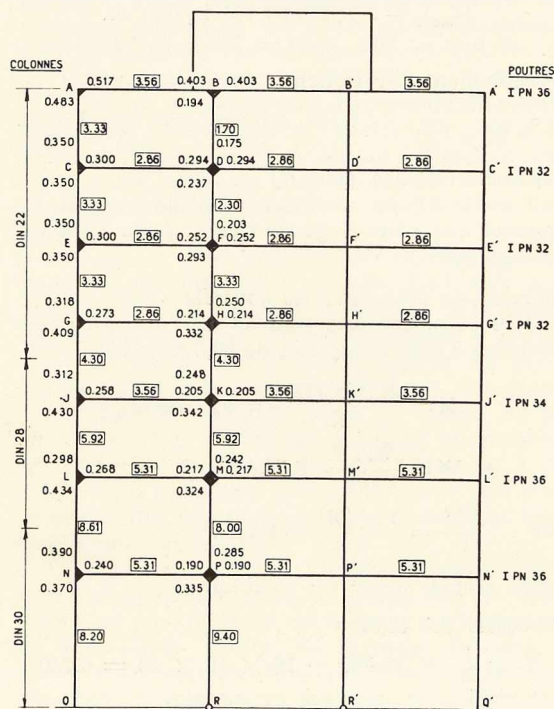 COLONNES
POUTRES
A 0.517 3.56 0.403 B 0.403 3.56 B' 3.56 A' I PN 36
0.483 0.194
3.33 1.70
0.350 0.175
C 0.300 2.86 0.294 D 0.294 2.86 D' 2.86 C' I PN 32
0.350 0.237
3.33 2.30
DIN 22
0.350 0.203
E 0.300 2.86 0.252 F 0.252 2.86 F' 2.86 E' I PN 32
0.350 0.293
3.33 3.33
0.318 0.250
G 0.273 2.86 0.214 H 0.214 2.86 H' 2.86 G' I PN 32
0.409 0.332
4.30 4.30
0.312 0.248
J 0.258 3.56 0.205 K 0.205 3.56 K' 3.56 J' I PN 34
0.430 0.342
DIN 28
5.92 5.92
0.298 0.242
L 0.268 5.31 0.217 M 0.217 5.31 M' 5.31 L' I PN 36
0.434 0.324
8.61 8.00
0.390 0.285
N 0.240 5.31 0.190 P 0.190 5.31 P' 5.31 N' I PN 36
0.370 0.335
DIN 30
8.20 9.40
Q R R' Q'